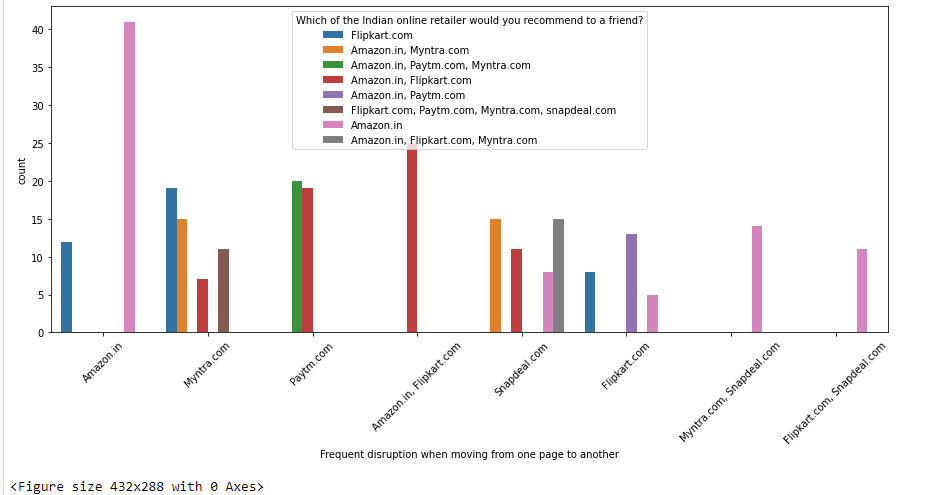 Which of the Indian online retailer would you recommend to a friend?
Flipkart.com
Amazon.in, Myntra.com
Amazon.in, Paytm.com, Myntra.com
Amazon.in, Flipkart.com
Amazon.in, Paytm.com
Flipkart.com, Paytm.com, Myntra.com, snapdeal.com
Amazon.in
Amazon.in, Flipkart.com, Myntra.com
count
40
35
30
25
20
15
10
5
0
Amazon.in
Myntra.com
Paytm.com
Amazon.in, Flipkart.com
Snapdeal.com
Flipkart.com
Myntra.com, Snapdeal.com
Flipkart.com, Snapdeal.com
Frequent disruption when moving from one page to another
<Figure size 432x288 with 0 Axes>